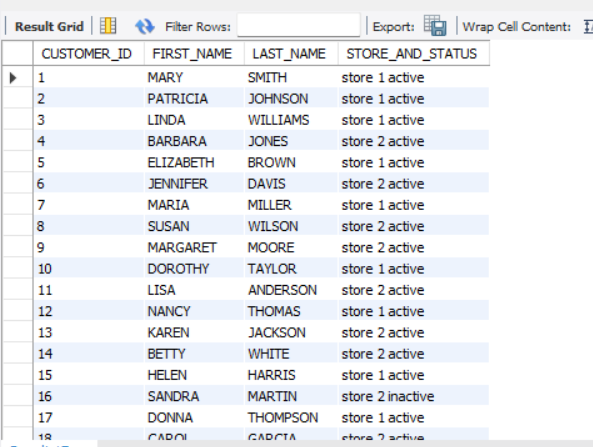 Result Grid Filter Rows: Export: Wrap Cell Content:
CUSTOMER_ID FIRST_NAME LAST_NAME STORE_AND_STATUS
1 MARY SMITH store 1 active
2 PATRICIA JOHNSON store 1 active
3 LINDA WILLIAMS store 1 active
4 BARBARA JONES store 2 active
5 ELIZABETH BROWN store 1 active
6 JENNIFER DAVIS store 2 active
7 MARIA MILLER store 1 active
8 SUSAN WILSON store 2 active
9 MARGARET MOORE store 2 active
10 DOROTHY TAYLOR store 1 active
11 LISA ANDERSON store 2 active
12 NANCY THOMAS store 1 active
13 KAREN JACKSON store 2 active
14 BETTY WHITE store 2 active
15 HELEN HARRIS store 1 active
16 SANDRA MARTIN store 2 inactive
17 DONNA THOMPSON store 1 active
18 CAROL GARCIA store 2 active